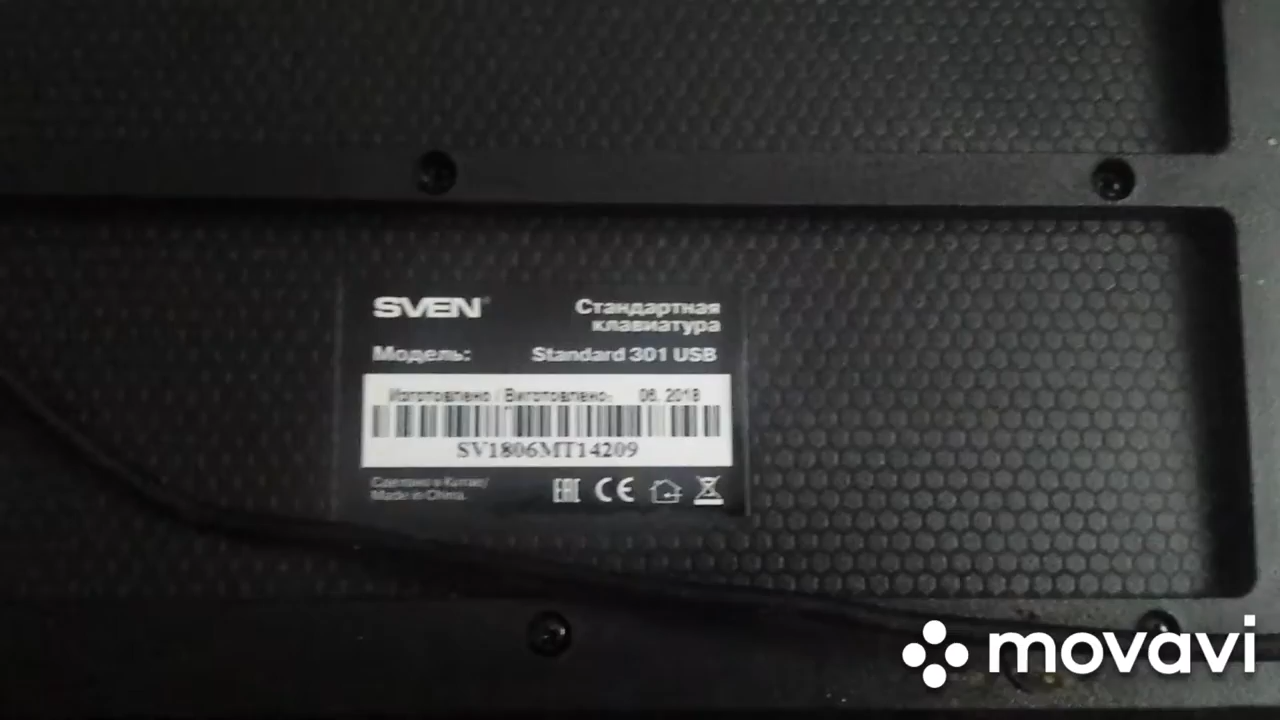 SVEN
Стандартная
клавиатура
Модель: Standard 301 USB
Изготовлено / Виготовлено: 06. 2018
SV1806MT14209
Сделано в Китае/
Made in China.
EAC CE
movavi